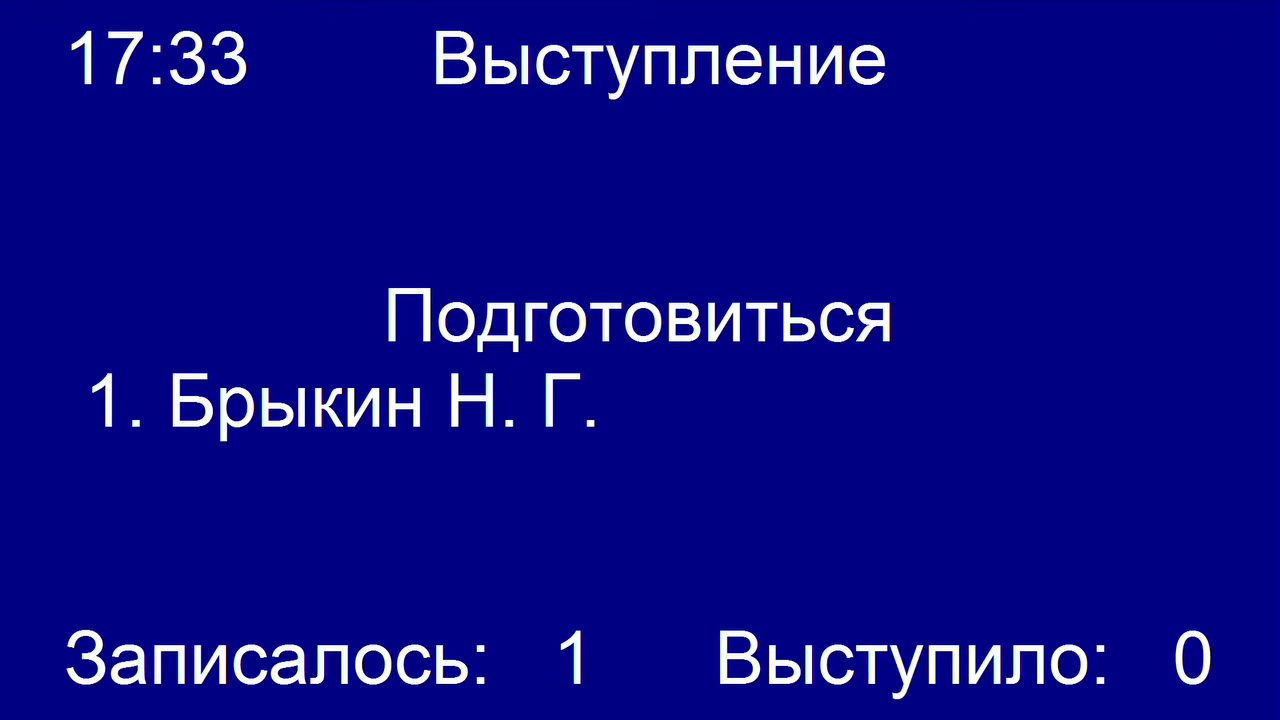 17:33 Выступление
Подготовиться
1. Брыкин Н. Г.
Записалось: 1 Выступило: 0